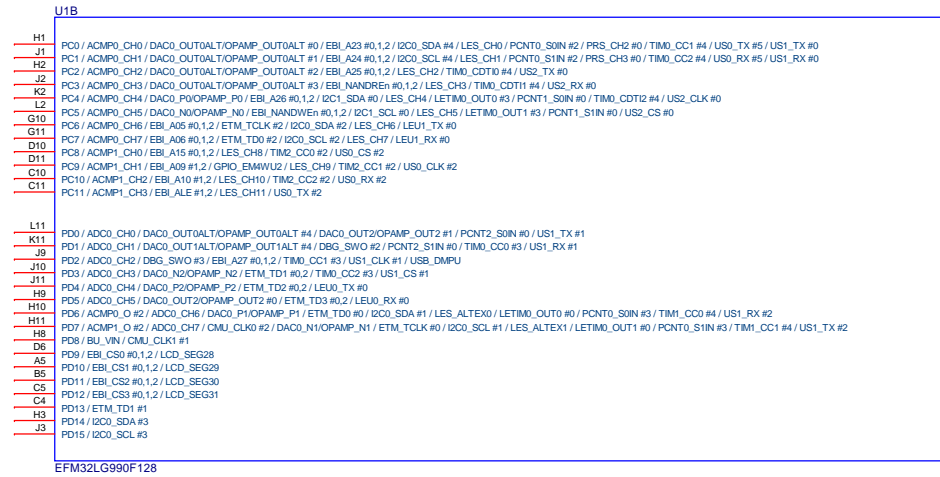 U1B
H1 PC0 / ACMP0_CH0 / DAC0_OUT0ALT/OPAMP_OUT0ALT #0 / EBI_A23 #0,1,2 / I2C0_SDA #4 / LES_CH0 / PCNT0_S0IN #2 / PRS_CH2 #0 / TIM0_CC1 #4 / US0_TX #5 / US1_TX #0
J1 PC1 / ACMP0_CH1 / DAC0_OUT0ALT/OPAMP_OUT0ALT #1 / EBI_A24 #0,1,2 / I2C0_SCL #4 / LES_CH1 / PCNT0_S1IN #2 / PRS_CH3 #0 / TIM0_CC2 #4 / US0_RX #5 / US1_RX #0
H2 PC2 / ACMP0_CH2 / DAC0_OUT0ALT/OPAMP_OUT0ALT #2 / EBI_A25 #0,1,2 / LES_CH2 / TIM0_CDTI0 #4 / US2_TX #0
J2 PC3 / ACMP0_CH3 / DAC0_OUT0ALT/OPAMP_OUT0ALT #3 / EBI_NANDREn #0,1,2 / LES_CH3 / TIM0_CDTI1 #4 / US2_RX #0
K2 PC4 / ACMP0_CH4 / DAC0_P0/OPAMP_P0 / EBI_A26 #0,1,2 / I2C1_SDA #0 / LES_CH4 / LETIM0_OUT0 #3 / PCNT1_S0IN #0 / TIM0_CDTI2 #4 / US2_CLK #0
L2 PC5 / ACMP0_CH5 / DAC0_N0/OPAMP_N0 / EBI_NANDWEn #0,1,2 / I2C1_SCL #0 / LES_CH5 / LETIM0_OUT1 #3 / PCNT1_S1IN #0 / US2_CS #0
G10 PC6 / ACMP0_CH6 / EBI_A05 #0,1,2 / ETM_TCLK #2 / I2C0_SDA #2 / LES_CH6 / LEU1_TX #0
G11 PC7 / ACMP0_CH7 / EBI_A06 #0,1,2 / ETM_TD0 #2 / I2C0_SCL #2 / LES_CH7 / LEU1_RX #0
D10 PC8 / ACMP1_CH0 / EBI_A15 #0,1,2 / LES_CH8 / TIM2_CC0 #2 / US0_CS #2
D11 PC9 / ACMP1_CH1 / EBI_A09 #1,2 / GPIO_EM4WU2 / LES_CH9 / TIM2_CC1 #2 / US0_CLK #2
C10 PC10 / ACMP1_CH2 / EBI_A10 #1,2 / LES_CH10 / TIM2_CC2 #2 / US0_RX #2
C11 PC11 / ACMP1_CH3 / EBI_ALE #1,2 / LES_CH11 / US0_TX #2
L11 PD0 / ADC0_CH0 / DAC0_OUT0ALT/OPAMP_OUT0ALT #4 / DAC0_OUT2/OPAMP_OUT2 #1 / PCNT2_S0IN #0 / US1_TX #1
K11 PD1 / ADC0_CH1 / DAC0_OUT1ALT/OPAMP_OUT1ALT #4 / DBG_SWO #2 / PCNT2_S1IN #0 / TIM0_CC0 #3 / US1_RX #1
J9 PD2 / ADC0_CH2 / DBG_SWO #3 / EBI_A27 #0,1,2 / TIM0_CC1 #3 / US1_CLK #1 / USB_DMPU
J10 PD3 / ADC0_CH3 / DAC0_N2/OPAMP_N2 / ETM_TD1 #0,2 / TIM0_CC2 #3 / US1_CS #1
J11 PD4 / ADC0_CH4 / DAC0_P2/OPAMP_P2 / ETM_TD2 #0,2 / LEU0_TX #0
H9 PD5 / ADC0_CH5 / DAC0_OUT2/OPAMP_OUT2 #0 / ETM_TD3 #0,2 / LEU0_RX #0
H10 PD6 / ACMP0_O #2 / ADC0_CH6 / DAC0_P1/OPAMP_P1 / ETM_TD0 #0 / I2C0_SDA #1 / LES_ALTEX0 / LETIM0_OUT0 #0 / PCNT0_S0IN #3 / TIM1_CC0 #4 / US1_RX #2
H11 PD7 / ACMP1_O #2 / ADC0_CH7 / CMU_CLK0 #2 / DAC0_N1/OPAMP_N1 / ETM_TCLK #0 / I2C0_SCL #1 / LES_ALTEX1 / LETIM0_OUT1 #0 / PCNT0_S1IN #3 / TIM1_CC1 #4 / US1_TX #2
H8 PD8 / BU_VIN / CMU_CLK1 #1
D6 PD9 / EBI_CS0 #0,1,2 / LCD_SEG28
A5 PD10 / EBI_CS1 #0,1,2 / LCD_SEG29
B5 PD11 / EBI_CS2 #0,1,2 / LCD_SEG30
C5 PD12 / EBI_CS3 #0,1,2 / LCD_SEG31
C4 PD13 / ETM_TD1 #1
H3 PD14 / I2C0_SDA #3
J3 PD15 / I2C0_SCL #3
EFM32LG990F128